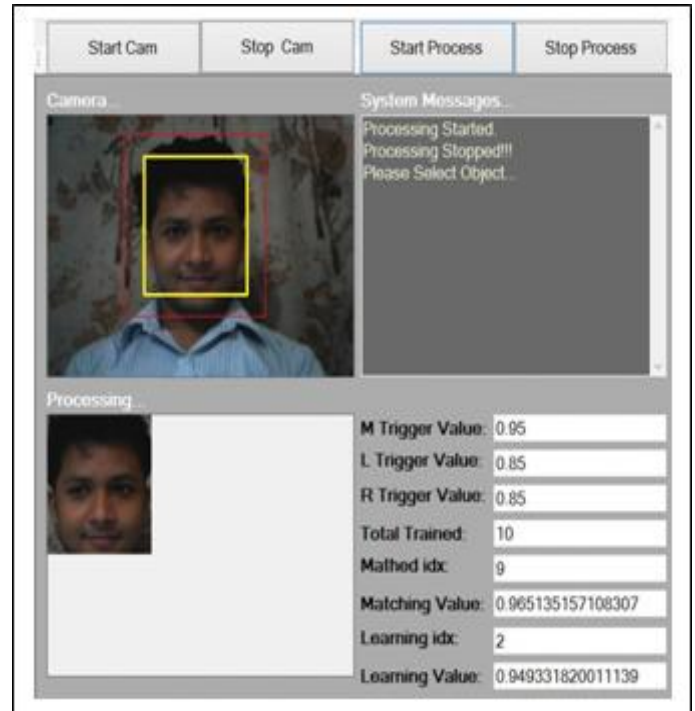 Start Cam
Stop Cam
Start Process
Stop Process
Camera...
System Messages...
Processing Started.
Processing Stopped!!!
Please Select Object...
Processing...
M Trigger Value: 0.95
L Trigger Value: 0.85
R Trigger Value: 0.85
Total Trained: 10
Mathed idx: 9
Matching Value: 0.965135157108307
Learning idx: 2
Learning Value: 0.949331820011139